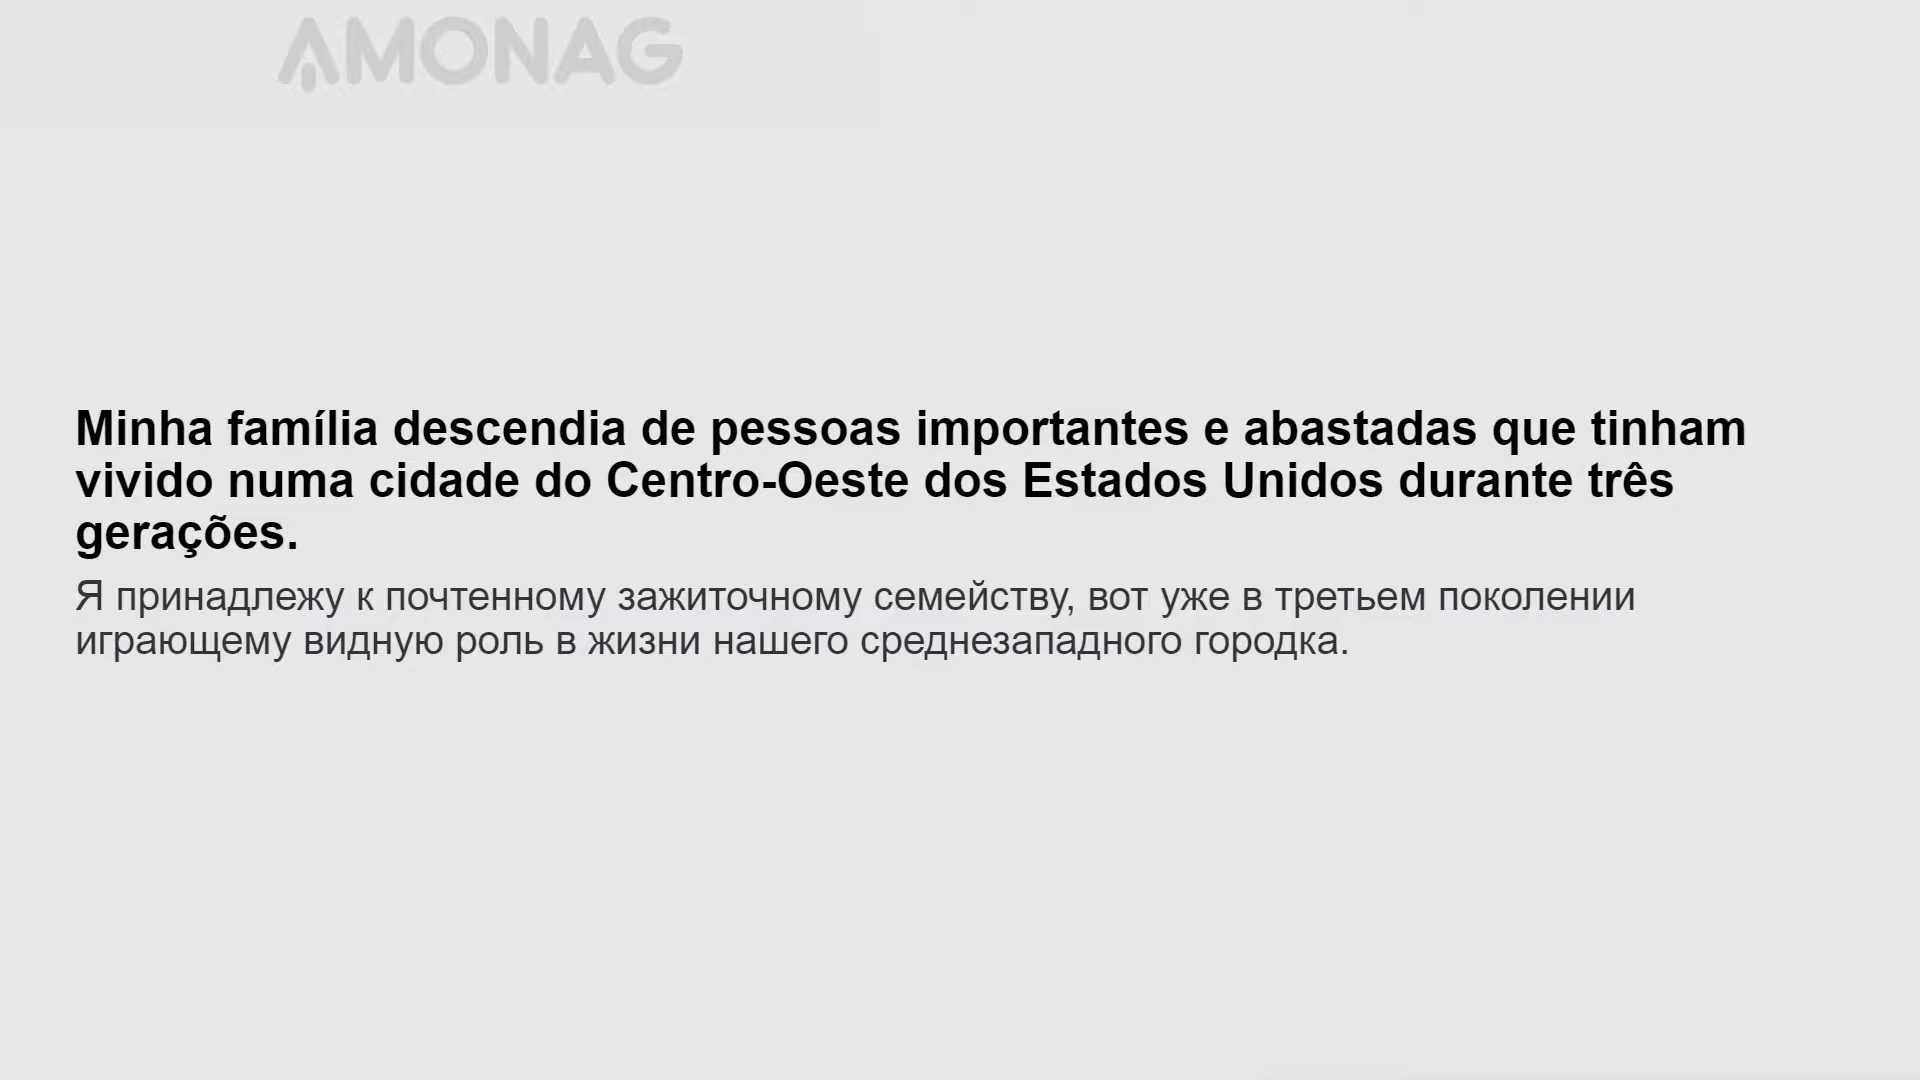 AMONAG
Minha família descendia de pessoas importantes e abastadas que tinham
vivido numa cidade do Centro-Oeste dos Estados Unidos durante três
gerações.
Я принадлежу к почтенному зажиточному семейству, вот уже в третьем поколении
играющему видную роль в жизни нашего среднезападного городка.